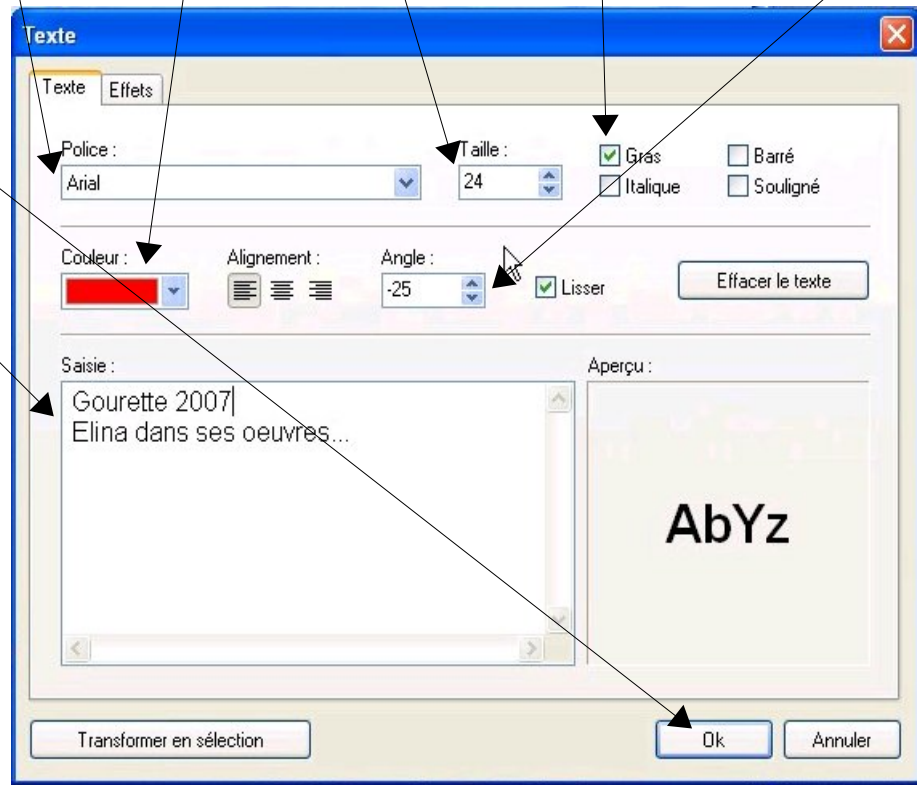 Texte
Texte Effets
Police : Taille : Gras Barré
Arial 24 Italique Souligné
Couleur : Alignement : Angle :
-25 Lisser Effacer le texte
Saisie : Aperçu :
Gourette 2007
Elina dans ses oeuvres...
AbYz
Transformer en sélection Ok Annuler